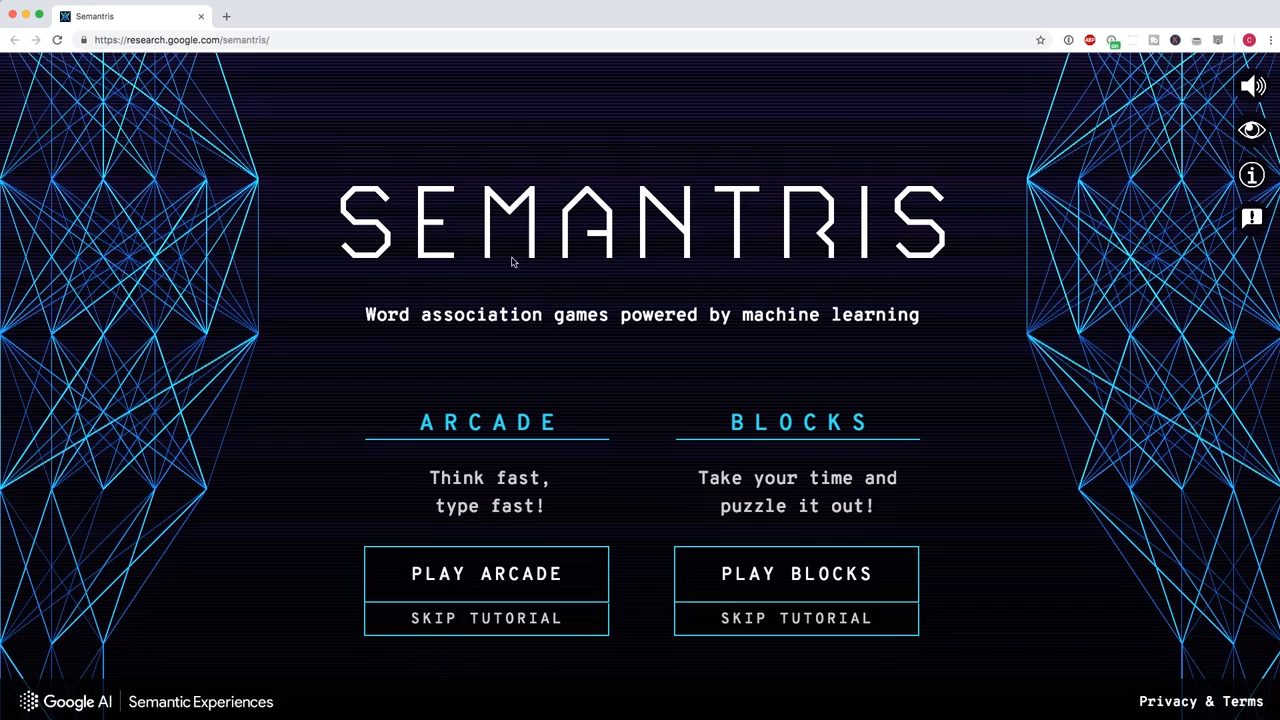 Semantris
https://research.google.com/semantris/
ABP
on
C
SEMANTRIS
Word association games powered by machine learning
ARCADE
BLOCKS
Think fast,
type fast!
Take your time and
puzzle it out!
PLAY ARCADE
PLAY BLOCKS
SKIP TUTORIAL
SKIP TUTORIAL
Google AI
Semantic Experiences
Privacy & Terms